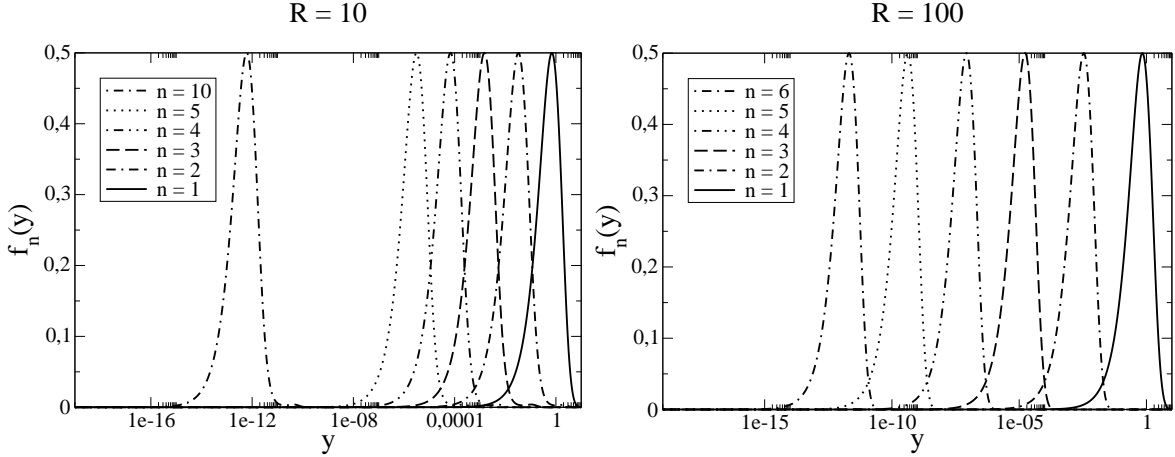 R = 10
0,5
0,4
0,3
0,2
0,1
0
f_n(y)
n = 10
n = 5
n = 4
n = 3
n = 2
n = 1
1e-16
1e-12
1e-08
0,0001
1
y
R = 100
0,5
0,4
0,3
0,2
0,1
0
f_n(y)
n = 6
n = 5
n = 4
n = 3
n = 2
n = 1
1e-15
1e-10
1e-05
1
y